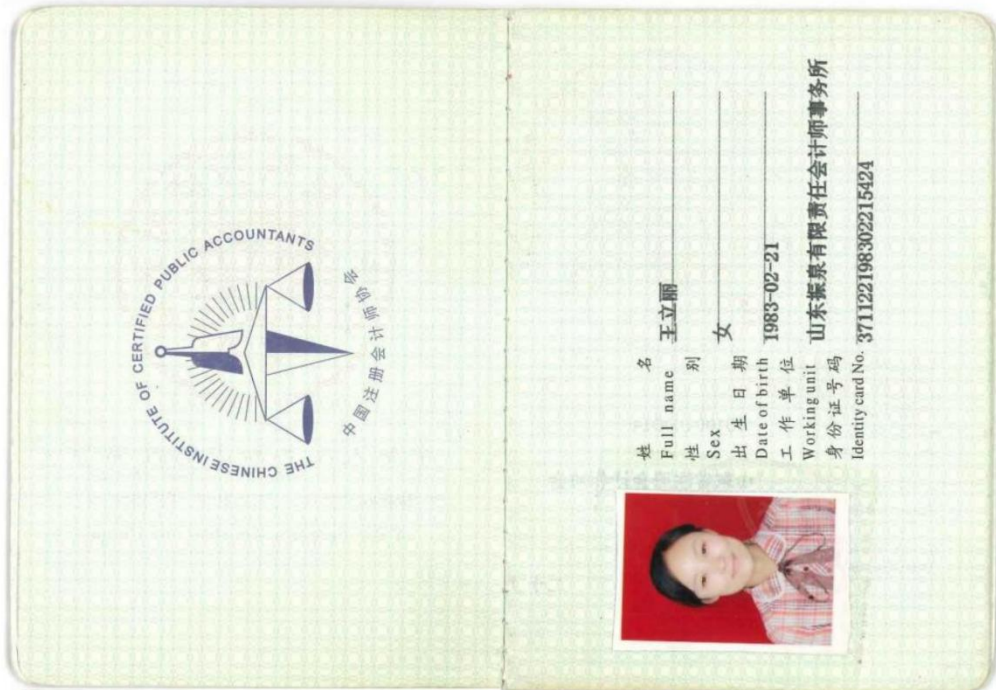 THE CHINESE INSTITUTE OF CERTIFIED PUBLIC ACCOUNTANTS
中国注册会计师协会
姓 名 王立丽
Full name
性 别
Sex 女
出 生 日 期
Date of birth 1983-02-21
工 作 单 位
Working unit 山东振泉有限责任会计师事务所
身 份 证 号 码
Identity card No. 371122198302215424